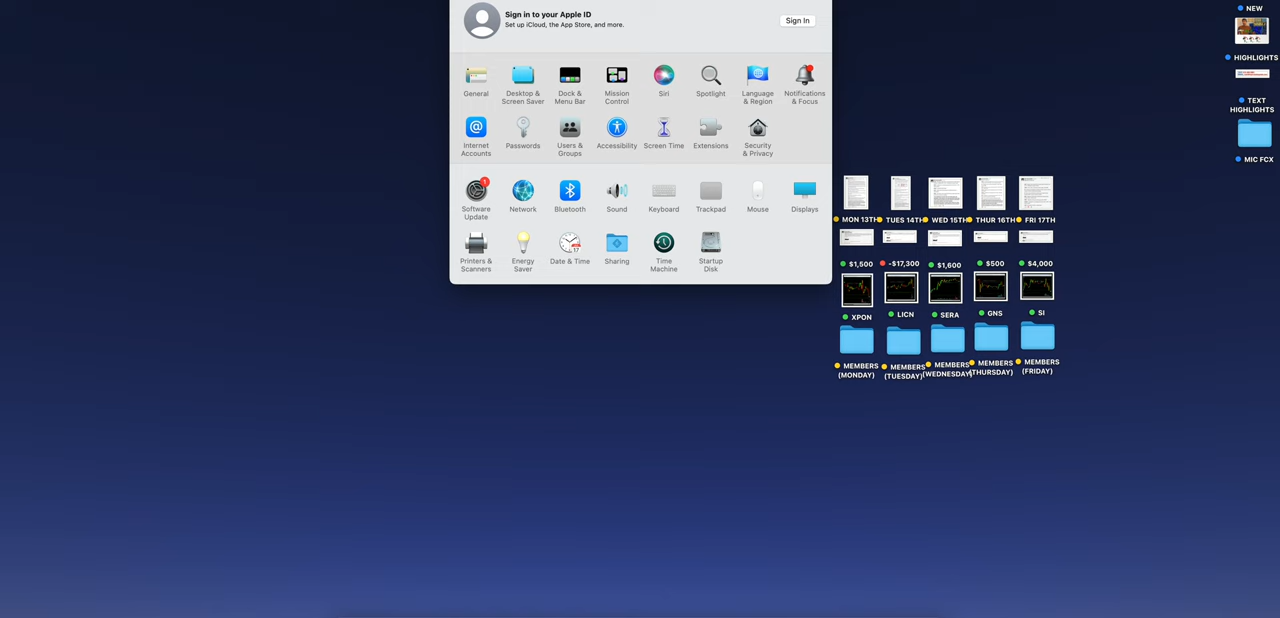 Sign in to your Apple ID
Set up iCloud, the App Store, and more.
Sign In
General
Desktop &
Screen Saver
Dock &
Menu Bar
Mission
Control
Siri
Spotlight
Language
& Region
Notifications
& Focus
Internet
Accounts
Passwords
Users &
Groups
Accessibility
Screen Time
Extensions
Security
& Privacy
1
Software
Update
Network
Bluetooth
Sound
Keyboard
Trackpad
Mouse
Displays
Printers &
Scanners
Energy
Saver
17
Date & Time
Sharing
Time
Machine
Startup
Disk
NEW
HIGHLIGHTS
TEXT
HIGHLIGHTS
MIC FCX
MON 13TH
TUES 14TH
WED 15TH
THUR 16TH
FRI 17TH
$1,500
-$17,300
$1,600
$500
$4,000
XPON
LICN
SERA
GNS
SI
MEMBERS
(MONDAY)
MEMBERS
(TUESDAY)
MEMBERS
(WEDNESDAY)
MEMBERS
(THURSDAY)
MEMBERS
(FRIDAY)